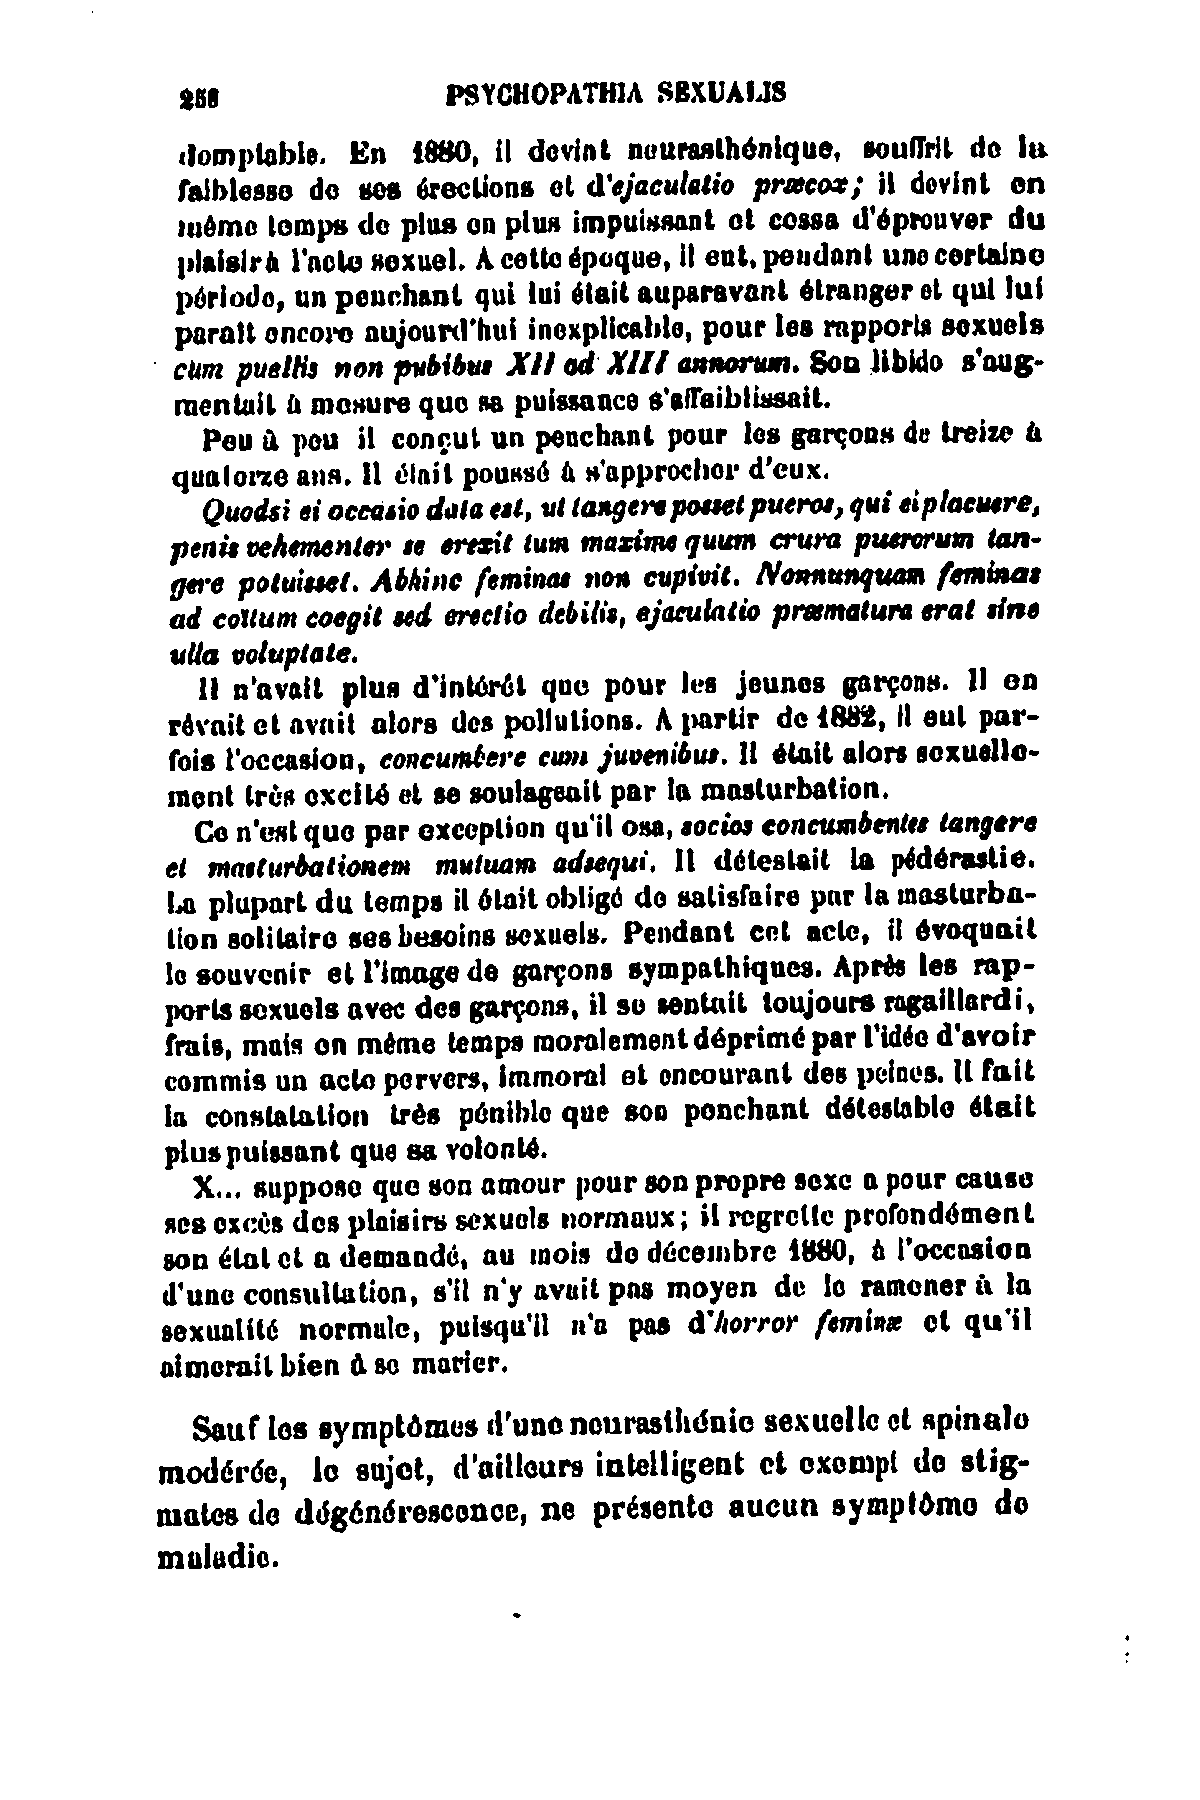 258 PSYCHOPATHIA SEXUALIS
domptable. En 1880, il devint neurasthénique, souffrit de la
faiblesse de ses érections et d'ejaculatio præcox; il devint en
même temps de plus en plus impuissant et cessa d'éprouver du
plaisir à l'acte sexuel. A cette époque, il eut, pendant une certaine
période, un penchant qui lui était auparavant étranger et qui lui
paraît encore aujourd'hui inexplicable, pour les rapports sexuels
cum puellis non pubibus XII ad XIII annorum. Son libido s'aug-
mentait à mesure que sa puissance s'affaiblissait.
Peu à peu il conçut un penchant pour les garçons de treize à
quatorze ans. Il était poussé à s'approcher d'eux.
Quodsi ei occasio data est, ut tangere posset pueros, qui ei placuere,
penis vehementer se erexit tum maxime quum crura puerorum tan-
gere potuisset. Abhinc feminas non cupivit. Nonnunquam feminas
ad coïtum coegit sed erectio debilis, ejaculatio præmatura erat sine
ulla voluptate.
Il n'avait plus d'intérêt que pour les jeunes garçons. Il en
rêvait et avait alors des pollutions. A partir de 1882, il eut par-
fois l'occasion, concumbere cum juvenibus. Il était alors sexuelle-
ment très excité et se soulageait par la masturbation.
Ce n'est que par exception qu'il osa, socios concumbentes tangere
et masturbationem mutuam adsequi. Il détestait la pédérastie.
La plupart du temps il était obligé de satisfaire par la masturba-
tion solitaire ses besoins sexuels. Pendant cet acte, il évoquait
le souvenir et l'image de garçons sympathiques. Après les rap-
ports sexuels avec des garçons, il se sentait toujours ragaillardi,
frais, mais en même temps moralement déprimé par l'idée d'avoir
commis un acte pervers, immoral et encourant des peines. Il fait
la constatation très pénible que son penchant détestable était
plus puissant que sa volonté.
X... suppose que son amour pour son propre sexe a pour cause
ses excès des plaisirs sexuels normaux; il regrette profondément
son état et a demandé, au mois de décembre 1880, à l'occasion
d'une consultation, s'il n'y avait pas moyen de le ramener à la
sexualité normale, puisqu'il n'a pas d'horror feminæ et qu'il
aimerait bien à se marier.
Sauf les symptômes d'une neurasthénie sexuelle et spinale
modérée, le sujet, d'ailleurs intelligent et exempt de stig-
mates de dégénérescence, ne présente aucun symptôme de
maladie.